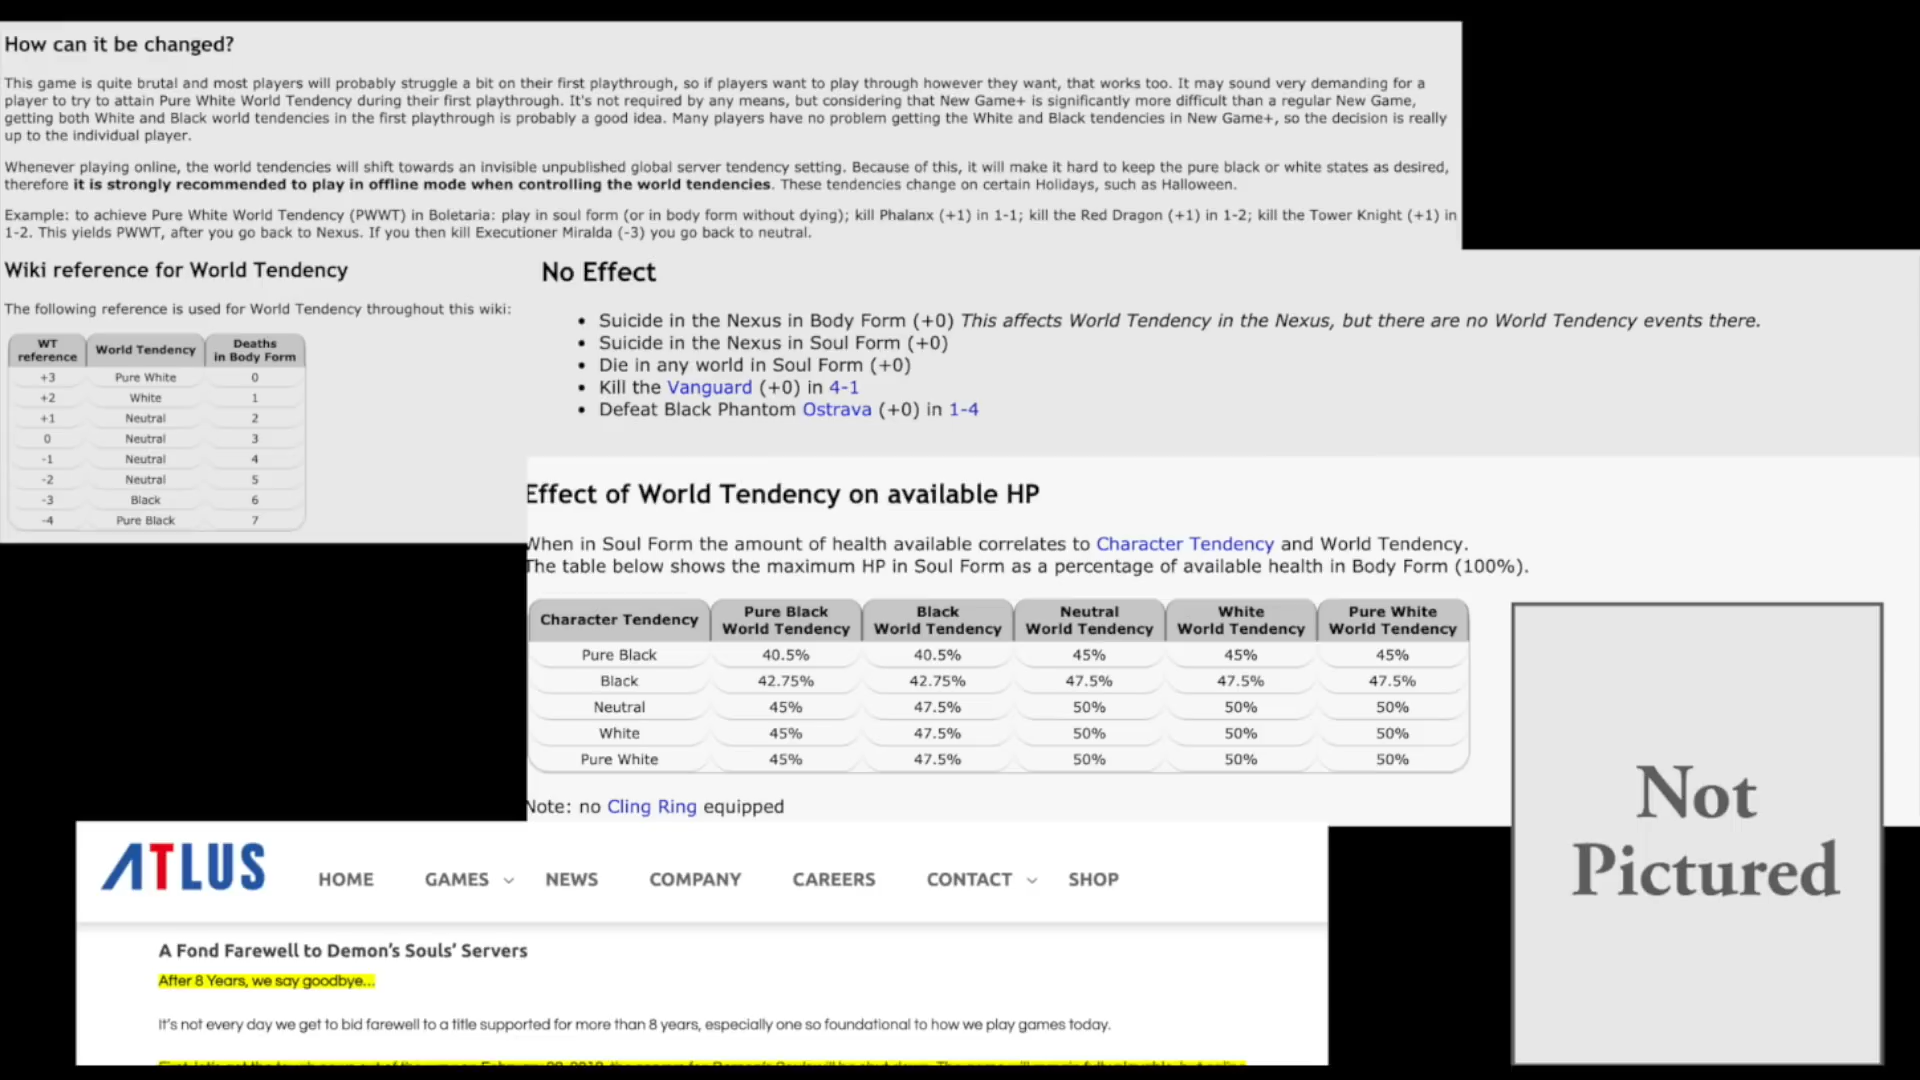 How can it be changed?
This game is quite brutal and most players will probably struggle a bit on their first playthrough, so if players want to play through however they want, that works too. It may sound very demanding for a
player to try to attain Pure White World Tendency during their first playthrough. It's not required by any means, but considering that New Game+ is significantly more difficult than a regular New Game,
getting both White and Black world tendencies in the first playthrough is probably a good idea. Many players have no problem getting the White and Black tendencies in New Game+, so the decision is really
up to the individual player.
Whenever playing online, the world tendencies will shift towards an invisible unpublished global server tendency setting. Because of this, it will make it hard to keep the pure black or white states as desired,
therefore it is strongly recommended to play in offline mode when controlling the world tendencies. These tendencies change on certain Holidays, such as Halloween.
Example: to achieve Pure White World Tendency (PWWT) in Boletaria: play in soul form (or in body form without dying); kill Phalanx (+1) in 1-1; kill the Red Dragon (+1) in 1-2; kill the Tower Knight (+1) in
1-2. This yields PWWT, after you go back to Nexus. If you then kill Executioner Miralda (-3) you go back to neutral.
Wiki reference for World Tendency
The following reference is used for World Tendency throughout this wiki:
WT reference World Tendency Deaths in Body Form
+3 Pure White 0
+2 White 1
+1 Neutral 2
0 Neutral 3
-1 Neutral 4
-2 Neutral 5
-3 Black 6
-4 Pure Black 7
No Effect
• Suicide in the Nexus in Body Form (+0) This affects World Tendency in the Nexus, but there are no World Tendency events there.
• Suicide in the Nexus in Soul Form (+0)
• Die in any world in Soul Form (+0)
• Kill the Vanguard (+0) in 4-1
• Defeat Black Phantom Ostrava (+0) in 1-4
Effect of World Tendency on available HP
When in Soul Form the amount of health available correlates to Character Tendency and World Tendency.
The table below shows the maximum HP in Soul Form as a percentage of available health in Body Form (100%).
Character Tendency Pure Black World Tendency Black World Tendency Neutral World Tendency White World Tendency Pure White World Tendency
Pure Black 40.5% 40.5% 45% 45% 45%
Black 42.75% 42.75% 47.5% 47.5% 47.5%
Neutral 45% 47.5% 50% 50% 50%
White 45% 47.5% 50% 50% 50%
Pure White 45% 47.5% 50% 50% 50%
Note: no Cling Ring equipped
Not
Pictured
ATLUS HOME GAMES NEWS COMPANY CAREERS CONTACT SHOP
A Fond Farewell to Demon's Souls' Servers
After 8 Years, we say goodbye...
It's not every day we get to bid farewell to a title supported for more than 8 years, especially one so foundational to how we play games today.